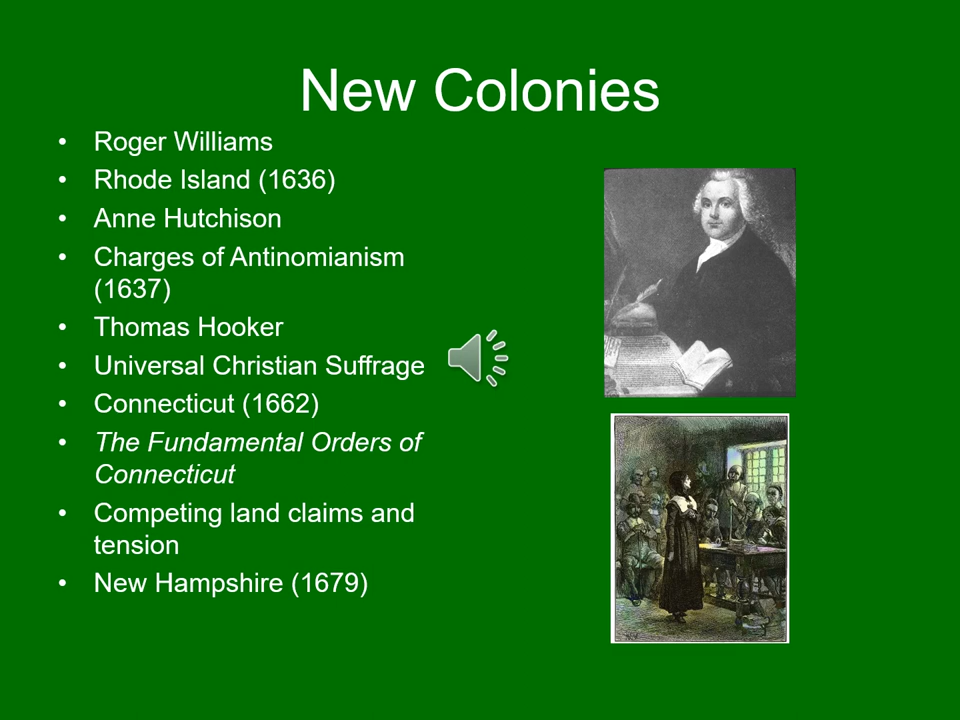 New Colonies
• Roger Williams
• Rhode Island (1636)
• Anne Hutchison
• Charges of Antinomianism
(1637)
• Thomas Hooker
• Universal Christian Suffrage
• Connecticut (1662)
• The Fundamental Orders of
Connecticut
• Competing land claims and
tension
• New Hampshire (1679)